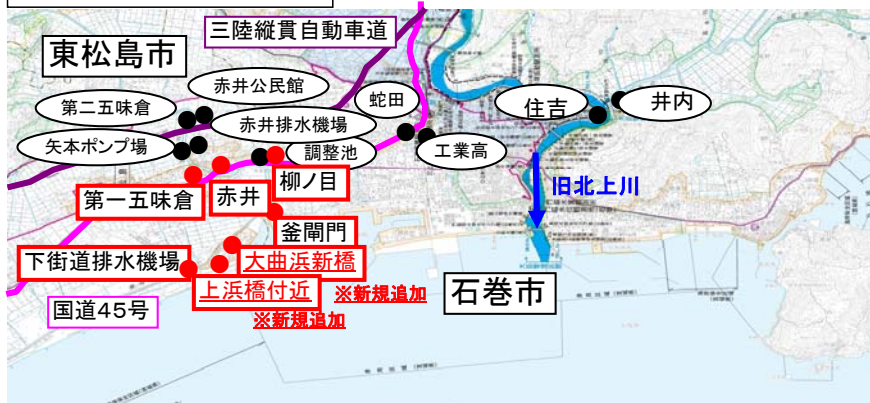 三陸縦貫自動車道
東松島市
赤井公民館
第二五味倉
蛇田
住吉
井内
赤井排水機場
矢本ポンプ場
調整池
工業高
柳ノ目
第一五味倉
赤井
旧北上川
釜閘門
下街道排水機場
大曲浜新橋
上浜橋付近
※新規追加
石巻市
国道45号
※新規追加